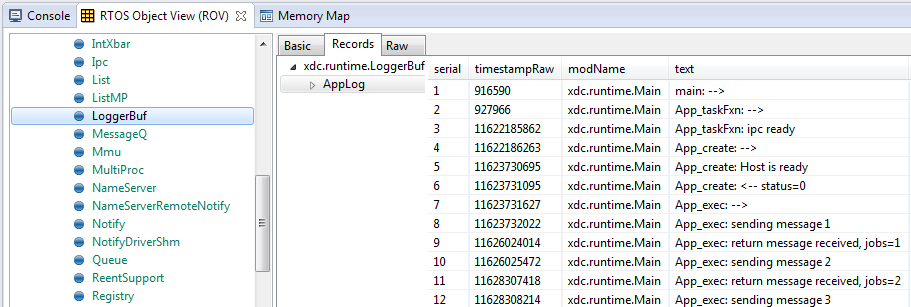 Console RTOS Object View (ROV) Memory Map
IntXbar
Ipc
List
ListMP
LoggerBuf
MessageQ
Mmu
MultiProc
NameServer
NameServerRemoteNotify
Notify
NotifyDriverShm
Queue
ReentSupport
Registry
Basic Records Raw
xdc.runtime.LoggerBuf
AppLog
serial timestampRaw modName text
1 916590 xdc.runtime.Main main: -->
2 927966 xdc.runtime.Main App_taskFxn: -->
3 11622185862 xdc.runtime.Main App_taskFxn: ipc ready
4 11622186263 xdc.runtime.Main App_create: -->
5 11623730695 xdc.runtime.Main App_create: Host is ready
6 11623731095 xdc.runtime.Main App_create: <-- status=0
7 11623731627 xdc.runtime.Main App_exec: -->
8 11623732022 xdc.runtime.Main App_exec: sending message 1
9 11626024014 xdc.runtime.Main App_exec: return message received, jobs=1
10 11626025472 xdc.runtime.Main App_exec: sending message 2
11 11628307418 xdc.runtime.Main App_exec: return message received, jobs=2
12 11628308214 xdc.runtime.Main App_exec: sending message 3